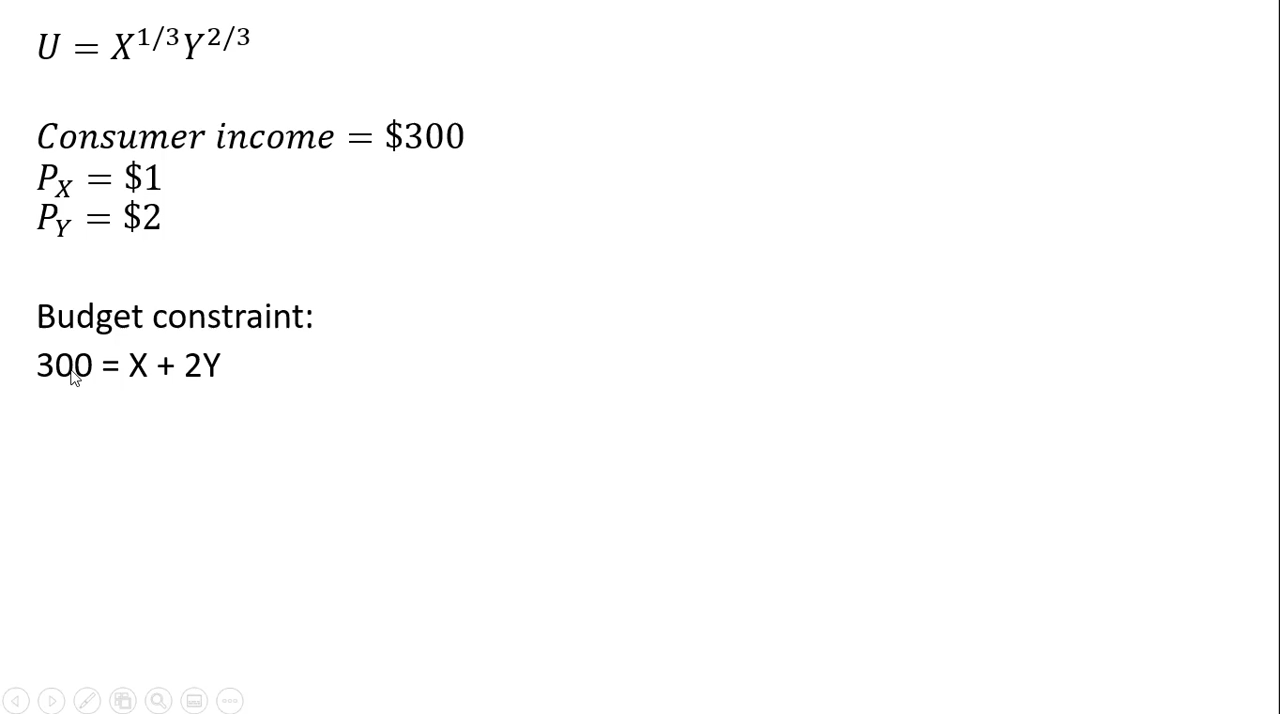 U = X^{1/3}Y^{2/3}
Consumer income = $300
P_X = $1
P_Y = $2
Budget constraint:
300 = X + 2Y